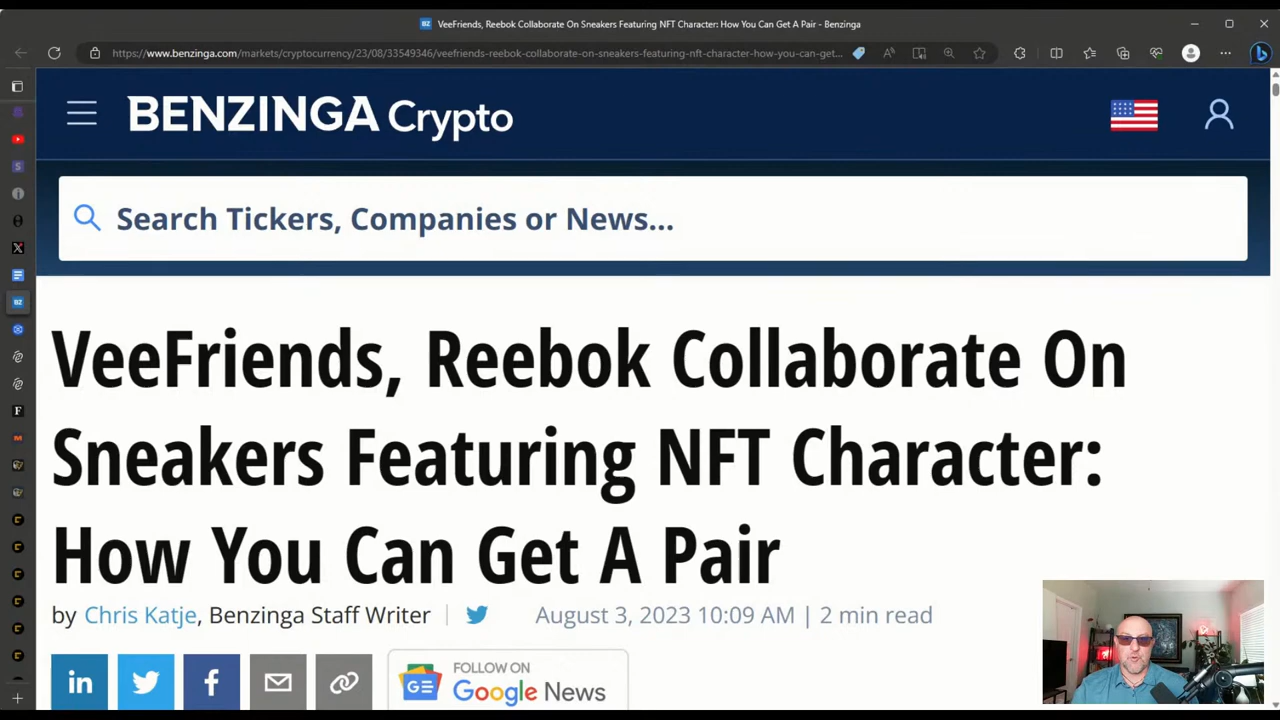 VeeFriends, Reebok Collaborate On Sneakers Featuring NFT Character: How You Can Get A Pair - Benzinga
https://www.benzinga.com/markets/cryptocurrency/23/08/33549346/veefriends-reebok-collaborate-on-sneakers-featuring-nft-character-how-you-can-get...
BENZINGA Crypto
Search Tickers, Companies or News...
VeeFriends, Reebok Collaborate On
Sneakers Featuring NFT Character:
How You Can Get A Pair
by Chris Katje, Benzinga Staff Writer August 3, 2023 10:09 AM | 2 min read
FOLLOW ON
Google News